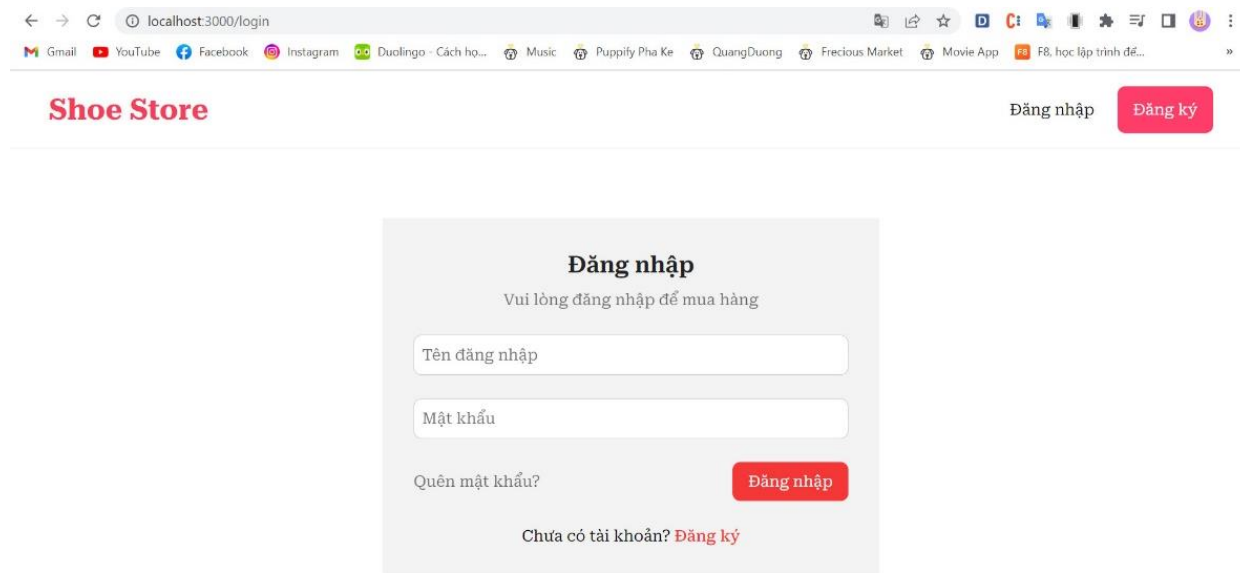 localhost:3000/login
Gmail YouTube Facebook Instagram Duolingo - Cách họ... Music Puppify Pha Ke QuangDuong Frecious Market Movie App F8 F8, học lập trình để... »
Shoe Store Đăng nhập Đăng ký
Đăng nhập
Vui lòng đăng nhập để mua hàng
Tên đăng nhập
Mật khẩu
Quên mật khẩu? Đăng nhập
Chưa có tài khoản? Đăng ký